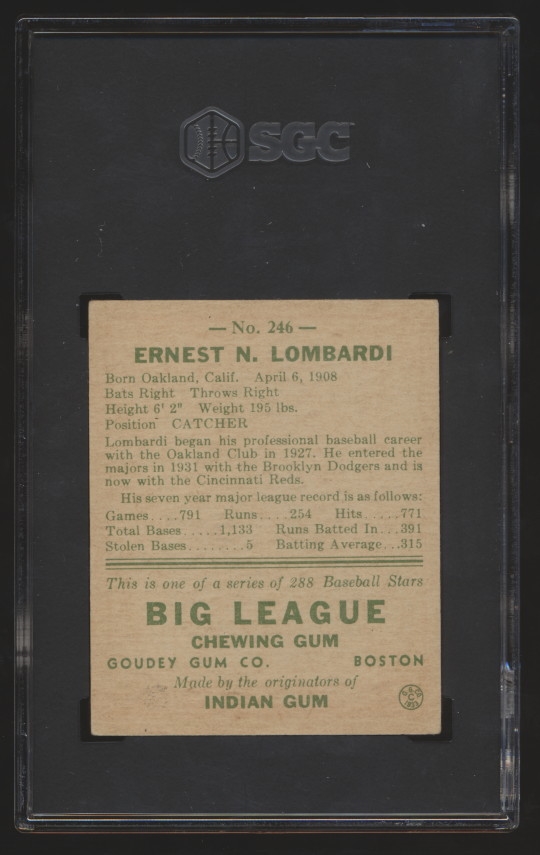 SGC
— No. 246 —
ERNEST N. LOMBARDI
Born Oakland, Calif. April 6, 1908
Bats Right Throws Right
Height 6' 2" Weight 195 lbs.
Position CATCHER
Lombardi began his professional baseball career
with the Oakland Club in 1927. He entered the
majors in 1931 with the Brooklyn Dodgers and is
now with the Cincinnati Reds.
His seven year major league record is as follows:
Games....791 Runs....254 Hits.....771
Total Bases.....1,133 Runs Batted In...391
Stolen Bases........5 Batting Average...315
This is one of a series of 288 Baseball Stars
BIG LEAGUE
CHEWING GUM
GOUDEY GUM CO. BOSTON
Made by the originators of
INDIAN GUM